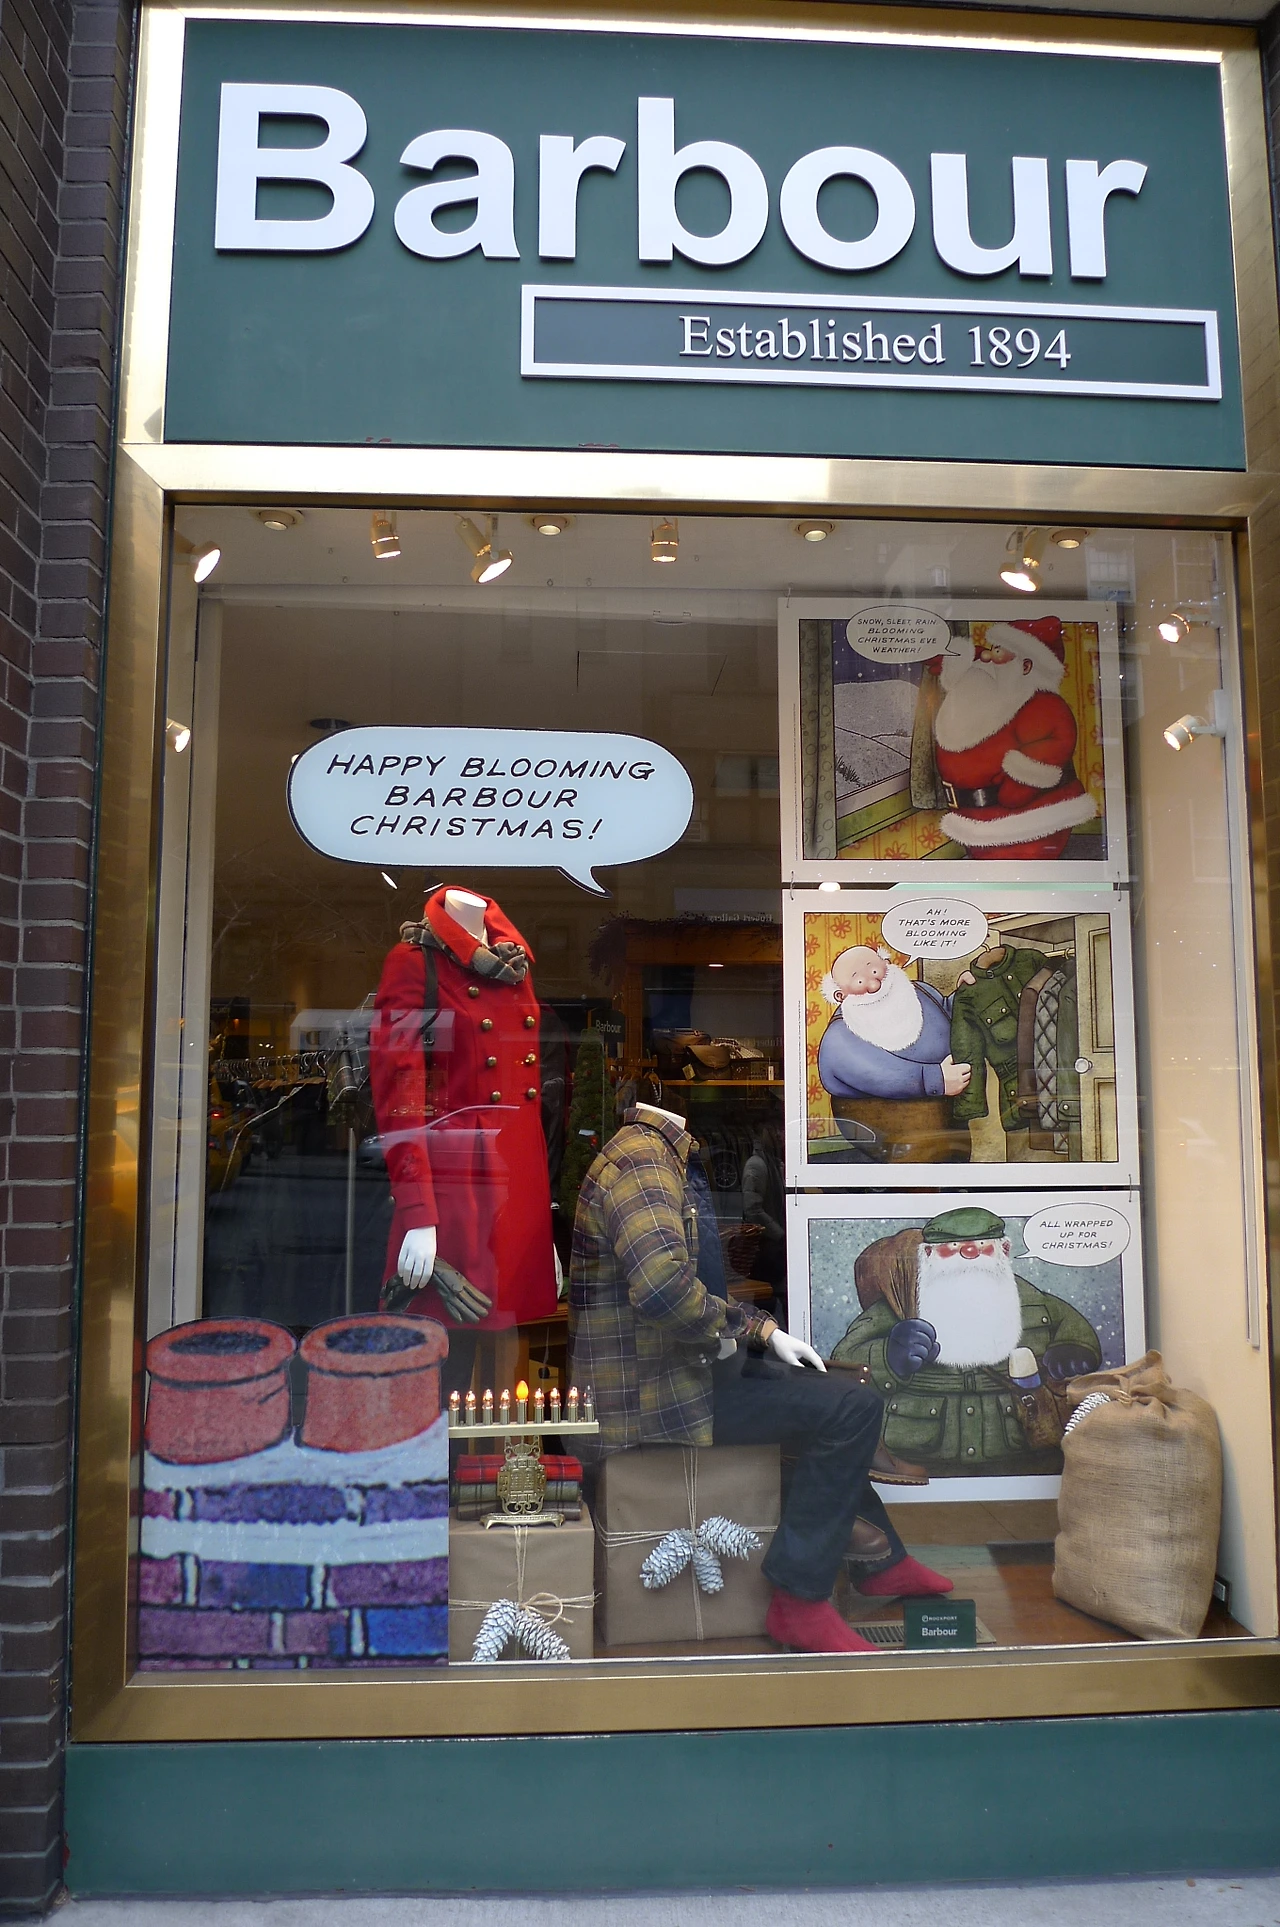 Barbour
Established 1894
SNOW, SLEET, RAIN
BLOOMING
CHRISTMAS EVE
WEATHER!
HAPPY BLOOMING
BARBOUR
CHRISTMAS!
AH!
THAT'S MORE
BLOOMING
LIKE IT!
Barbour
ALL WRAPPED
UP FOR
CHRISTMAS!
ROCKPORT
Barbour